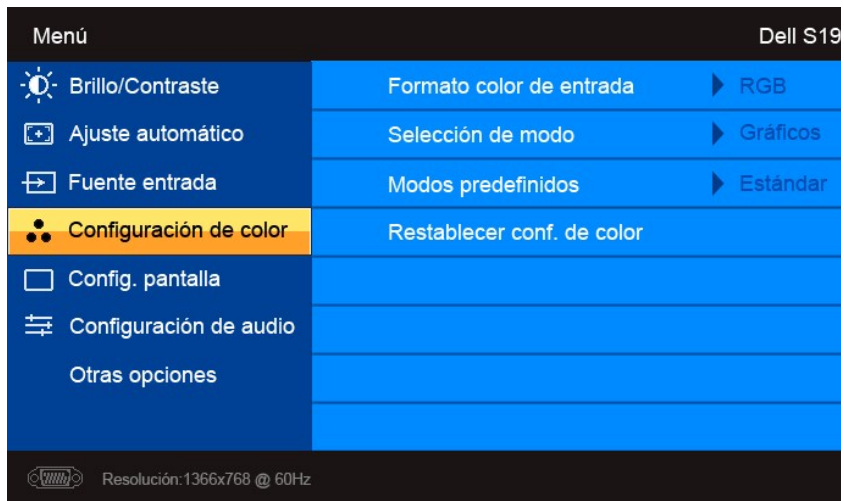 Menú
Dell S19
Brillo/Contraste
Ajuste automático
Fuente entrada
Configuración de color
Config. pantalla
Configuración de audio
Otras opciones
Formato color de entrada
RGB
Selección de modo
Gráficos
Modos predefinidos
Estándar
Restablecer conf. de color
Resolución:1366x768 @ 60Hz